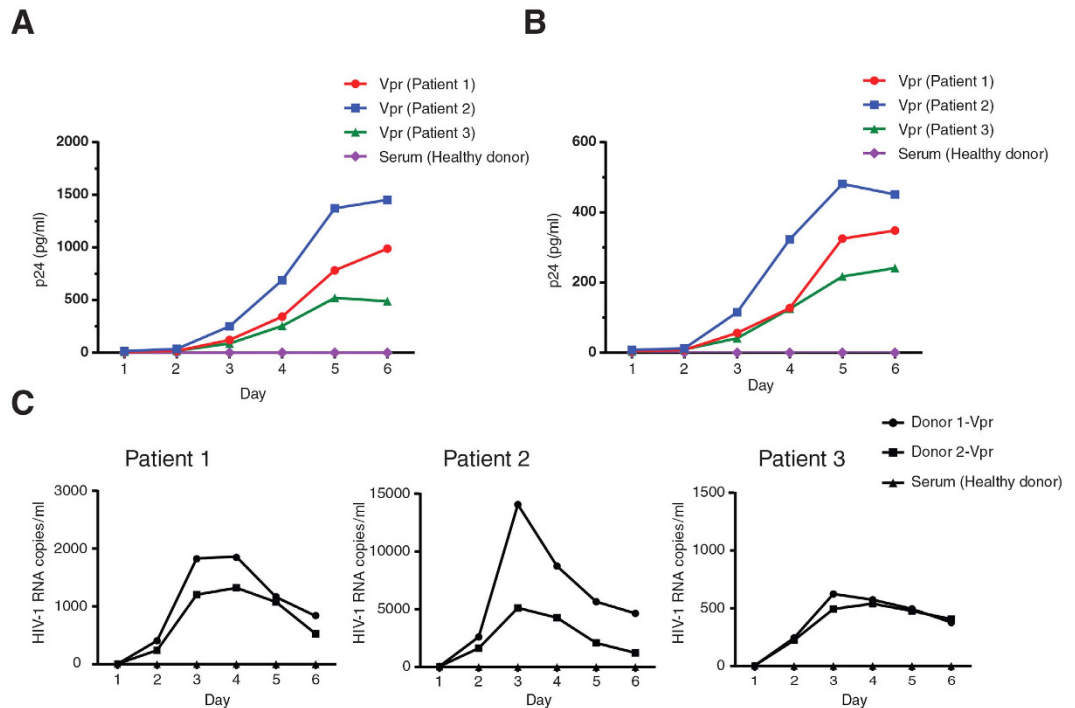 A
Vpr (Patient 1)
Vpr (Patient 2)
Vpr (Patient 3)
Serum (Healthy donor)
2000
1500
1000
500
0
p24 (pg/ml)
1 2 3 4 5 6
Day
B
Vpr (Patient 1)
Vpr (Patient 2)
Vpr (Patient 3)
Serum (Healthy donor)
600
400
200
0
p24 (pg/ml)
1 2 3 4 5 6
Day
C
Donor 1-Vpr
Donor 2-Vpr
Serum (Healthy donor)
Patient 1
3000
2000
1000
0
HIV-1 RNA copies/ml
1 2 3 4 5 6
Day
Patient 2
15000
10000
5000
0
HIV-1 RNA copies/ml
1 2 3 4 5 6
Day
Patient 3
1500
1000
500
0
HIV-1 RNA copies/ml
1 2 3 4 5 6
Day